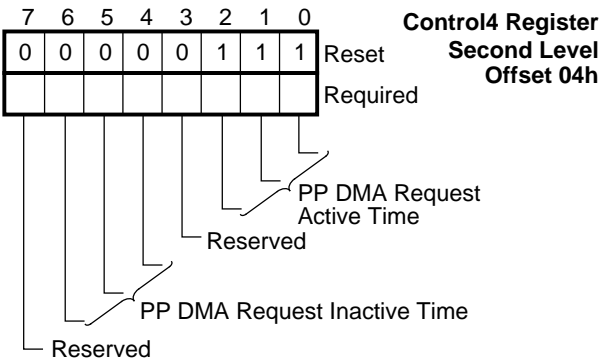 7 6 5 4 3 2 1 0
Control4 Register
0 0 0 0 0 1 1 1 Reset
Second Level
Offset 04h
Required
PP DMA Request
Active Time
Reserved
PP DMA Request Inactive Time
Reserved